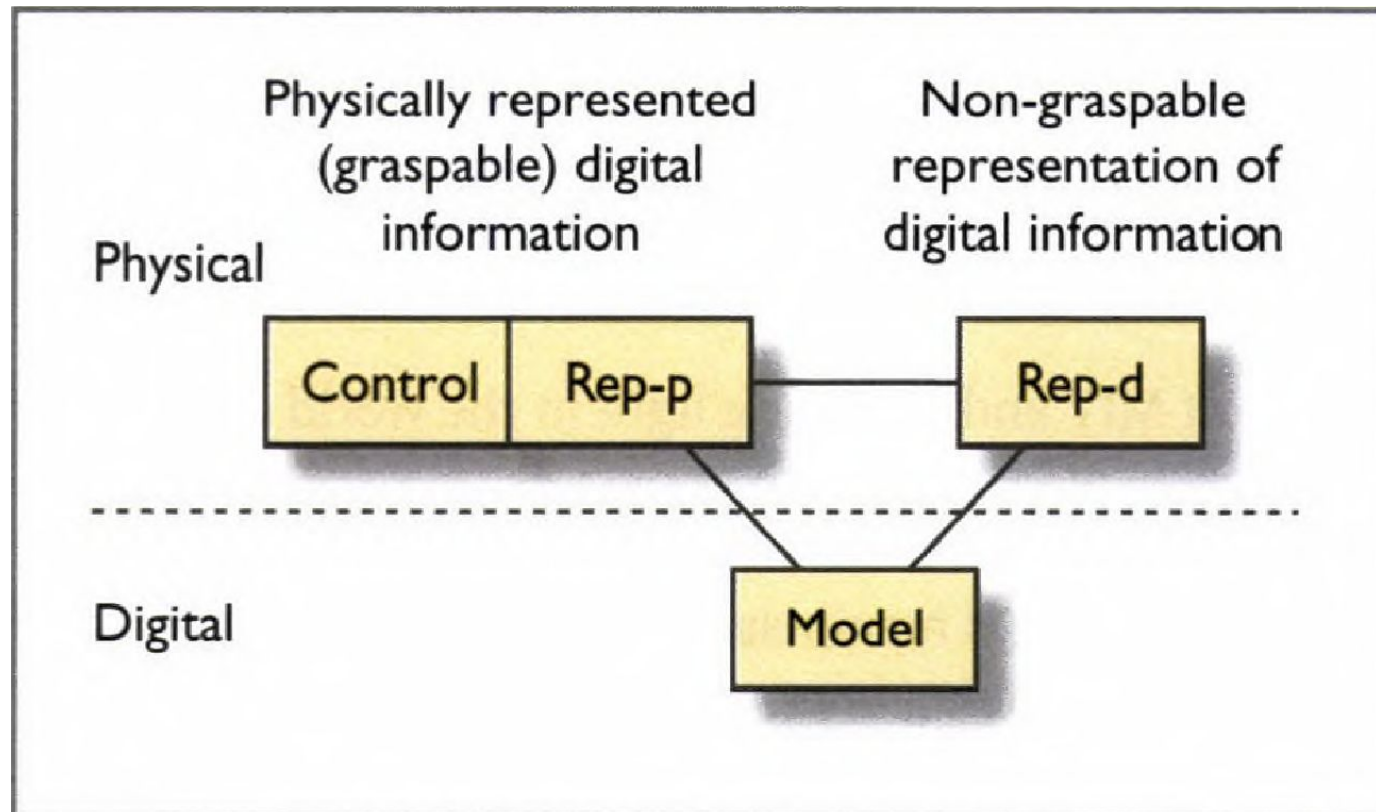 Physically represented
(graspable) digital
information
Non-graspable
representation of
digital information
Physical
Control
Rep-p
Rep-d
Digital
Model